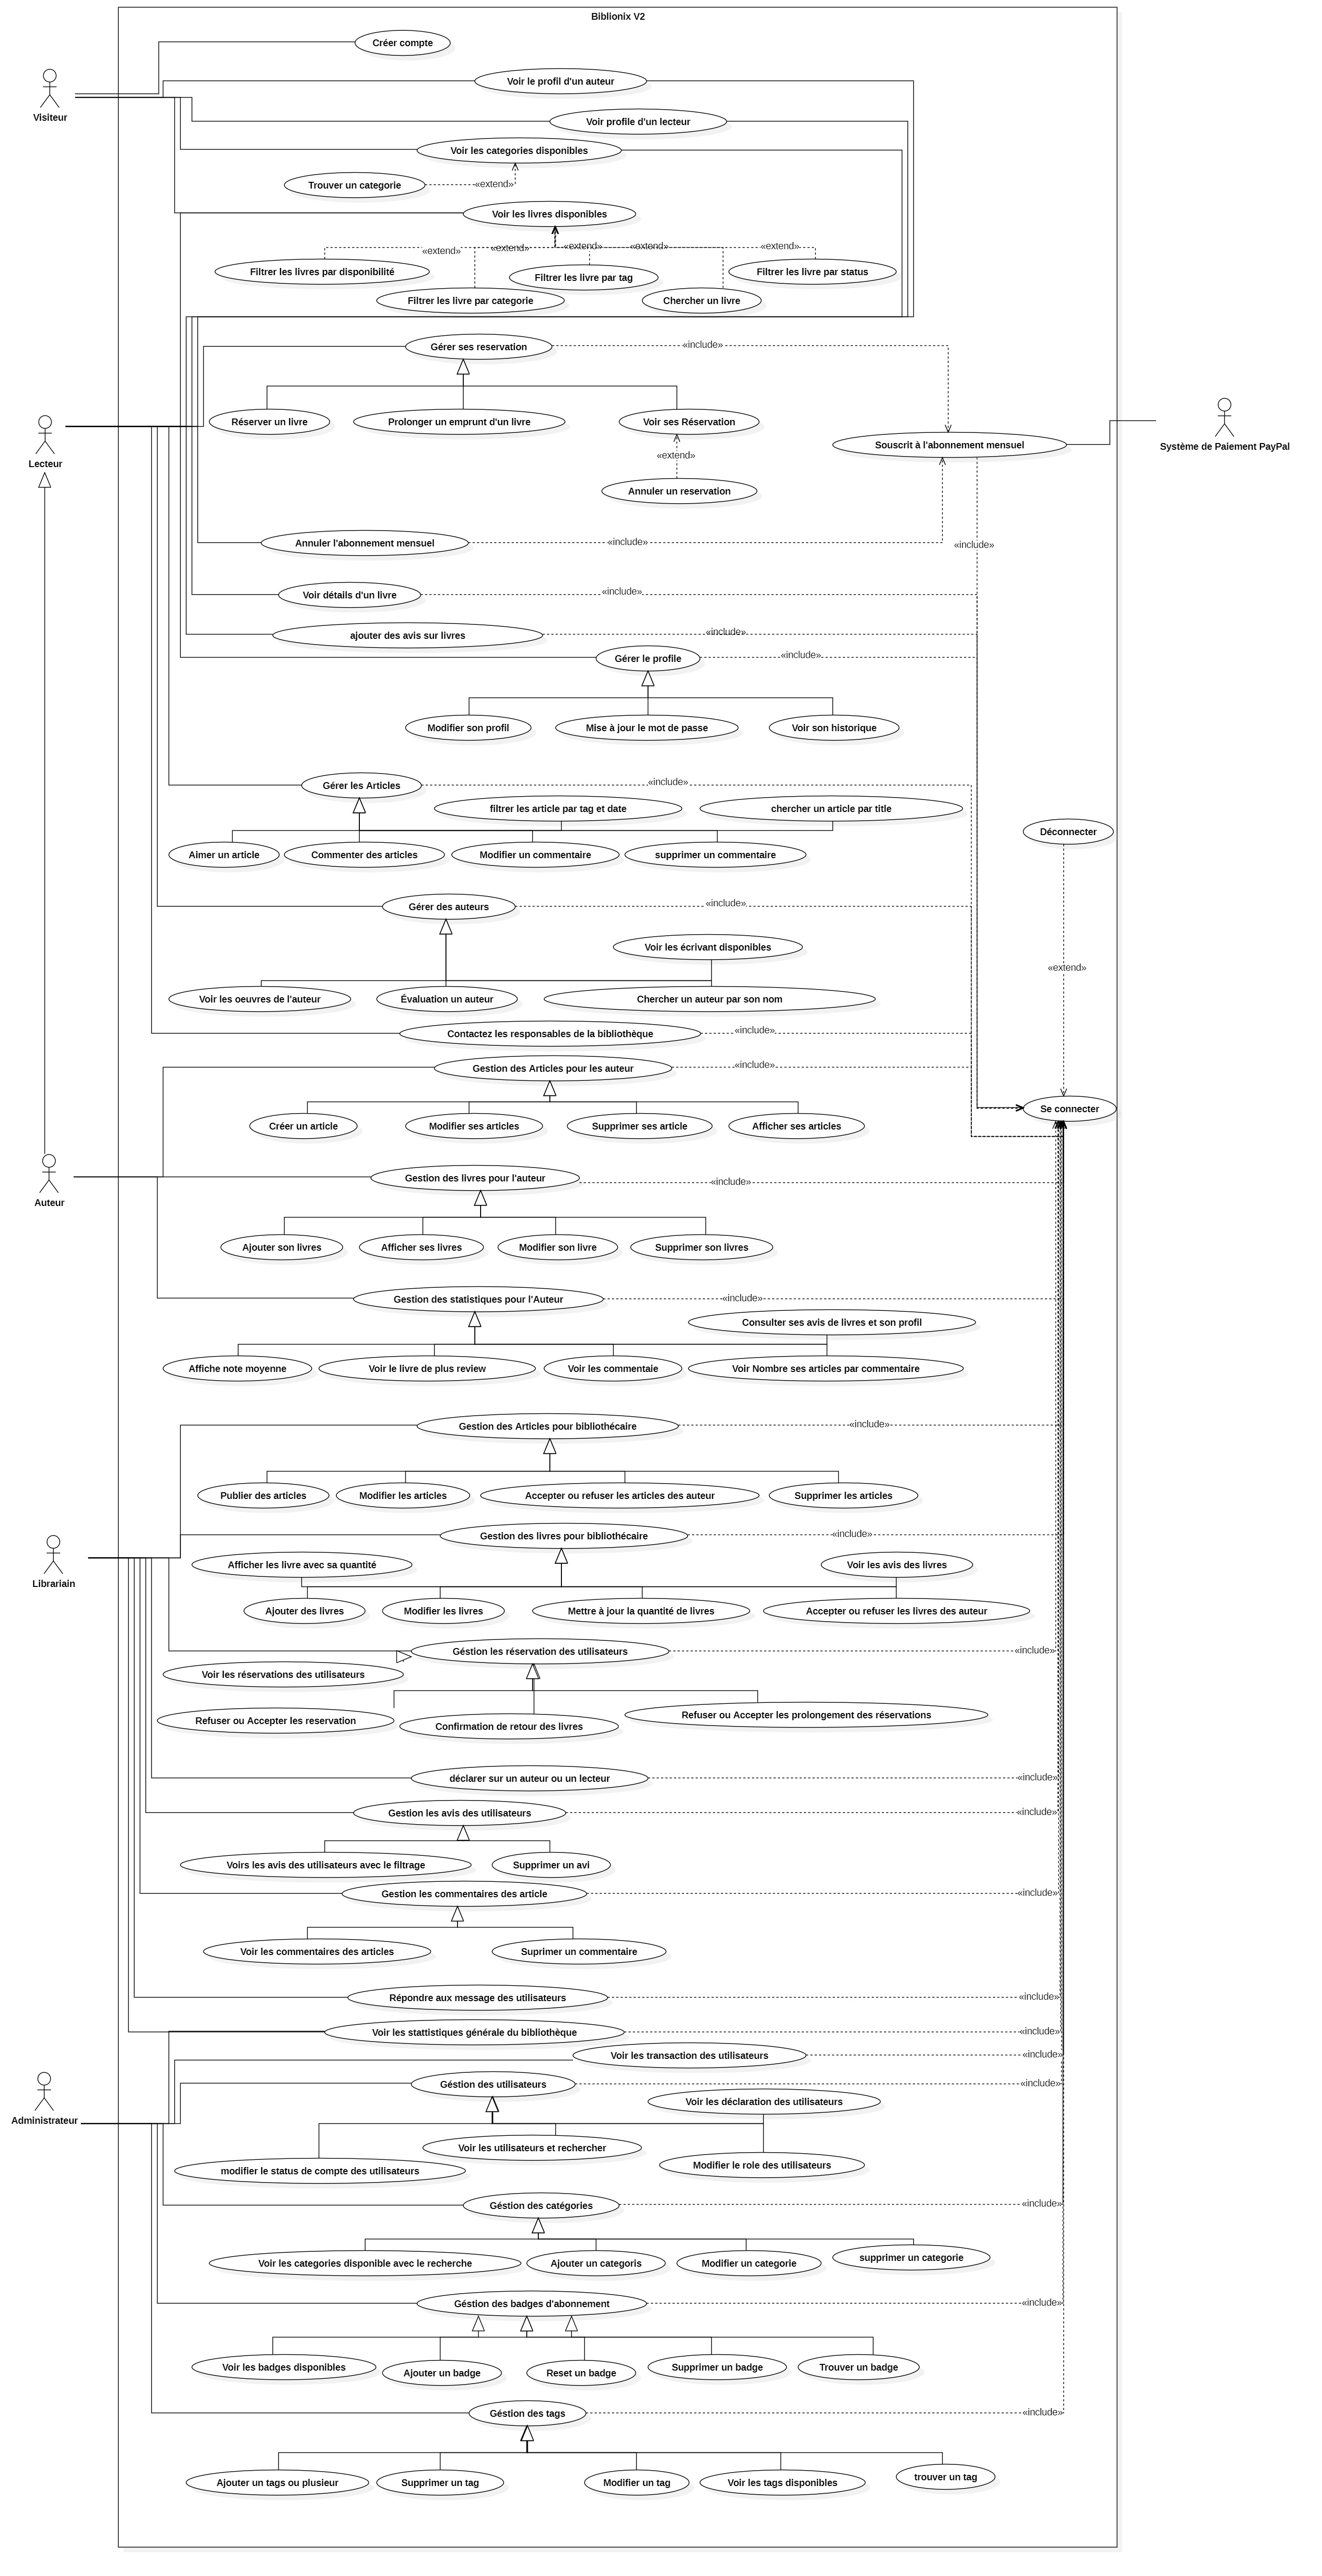 Biblionix V2
Créer compte
Visiteur
Voir le profil d'un auteur
Voir profile d'un lecteur
Voir les categories disponibles
Trouver un categorie
«extend»
Voir les livres disponibles
«extend»
«extend»
«extend»
«extend»
«extend»
Filtrer les livres par disponibilité
Filtrer les livre par tag
Filtrer les livre par status
Filtrer les livre par categorie
Chercher un livre
Gérer ses reservation
«include»
Réserver un livre
Prolonger un emprunt d'un livre
Voir ses Réservation
Lecteur
Souscrit à l'abonnement mensuel
Système de Paiement PayPal
«extend»
Annuler un reservation
Annuler l'abonnement mensuel
«include»
«include»
Voir détails d'un livre
«include»
ajouter des avis sur livres
«include»
Gérer le profile
«include»
Modifier son profil
Mise à jour le mot de passe
Voir son historique
Gérer les Articles
«include»
filtrer les article par tag et date
chercher un article par title
Déconnecter
Aimer un article
Commenter des articles
Modifier un commentaire
supprimer un commentaire
Gérer des auteurs
«include»
Voir les écrivant disponibles
«extend»
Voir les oeuvres de l'auteur
Évaluation un auteur
Chercher un auteur par son nom
Contactez les responsables de la bibliothèque
«include»
Gestion des Articles pour les auteur
«include»
Se connecter
Créer un article
Modifier ses articles
Supprimer ses article
Afficher ses articles
Gestion des livres pour l'auteur
«include»
Auteur
Ajouter son livres
Afficher ses livres
Modifier son livre
Supprimer son livres
Gestion des statistiques pour l'Auteur
«include»
Consulter ses avis de livres et son profil
Affiche note moyenne
Voir le livre de plus review
Voir les commentaie
Voir Nombre ses articles par commentaire
Gestion des Articles pour bibliothécaire
«include»
Publier des articles
Modifier les articles
Accepter ou refuser les articles des auteur
Supprimer les articles
Gestion des livres pour bibliothécaire
«include»
Afficher les livre avec sa quantité
Voir les avis des livres
Librariain
Ajouter des livres
Modifier les livres
Mettre à jour la quantité de livres
Accepter ou refuser les livres des auteur
Géstion les réservation des utilisateurs
«include»
Voir les réservations des utilisateurs
Refuser ou Accepter les reservation
Confirmation de retour des livres
Refuser ou Accepter les prolongement des réservations
déclarer sur un auteur ou un lecteur
«include»
Gestion les avis des utilisateurs
«include»
Voirs les avis des utilisateurs avec le filtrage
Supprimer un avi
Gestion les commentaires des article
«include»
Voir les commentaires des articles
Suprimer un commentaire
Répondre aux message des utilisateurs
«include»
Voir les stattistiques générale du bibliothèque
«include»
Voir les transaction des utilisateurs
«include»
Géstion des utilisateurs
«include»
Voir les déclaration des utilisateurs
Administrateur
Voir les utilisateurs et rechercher
modifier le status de compte des utilisateurs
Modifier le role des utilisateurs
Géstion des catégories
«include»
Voir les categories disponible avec le recherche
Ajouter un categoris
Modifier un categorie
supprimer un categorie
Géstion des badges d'abonnement
«include»
Voir les badges disponibles
Ajouter un badge
Reset un badge
Supprimer un badge
Trouver un badge
Géstion des tags
«include»
Ajouter un tags ou plusieur
Supprimer un tag
Modifier un tag
Voir les tags disponibles
trouver un tag